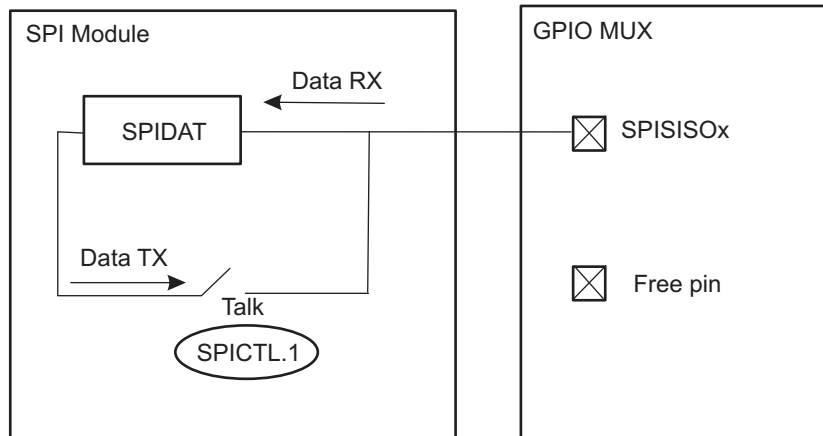 SPI Module
GPIO MUX
Data RX
SPIDAT
SPISISOx
Data TX
Free pin
Talk
SPICTL.1